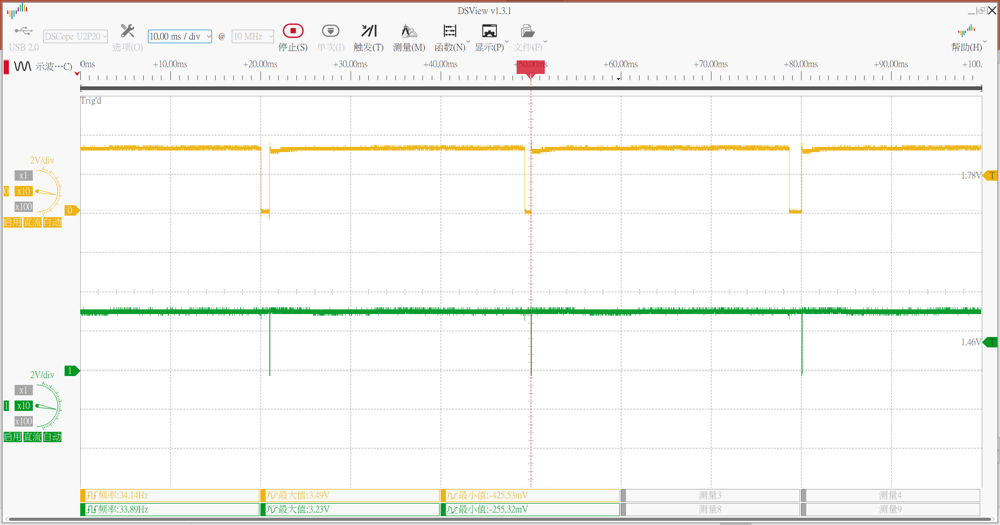 DSView v1.3.1
USB 2.0
DSCope U2P20
选项(O)
10.00 ms / div
@
10 MHz
停止(S)
单次(I)
触发(T)
测量(M)
函数(N)
显示(P)
文件(F)
帮助(H)
示波…C)
0ms +10.00ms +20.00ms +30.00ms +40.00ms +50.00ms +60.00ms +70.00ms +80.00ms +90.00ms +100.
Trig'd
2V/div
x1
0 x10
x100
启用 直流 自动
0
1.78V T
1.46V T
1
2V/div
x1
1 x10
x100
启用 直流 自动
频率:34.14Hz 最大值:3.49V 最小值:-425.53mV 测量3 测量4
频率:33.89Hz 最大值:3.23V 最小值:-255.32mV 测量8 测量9